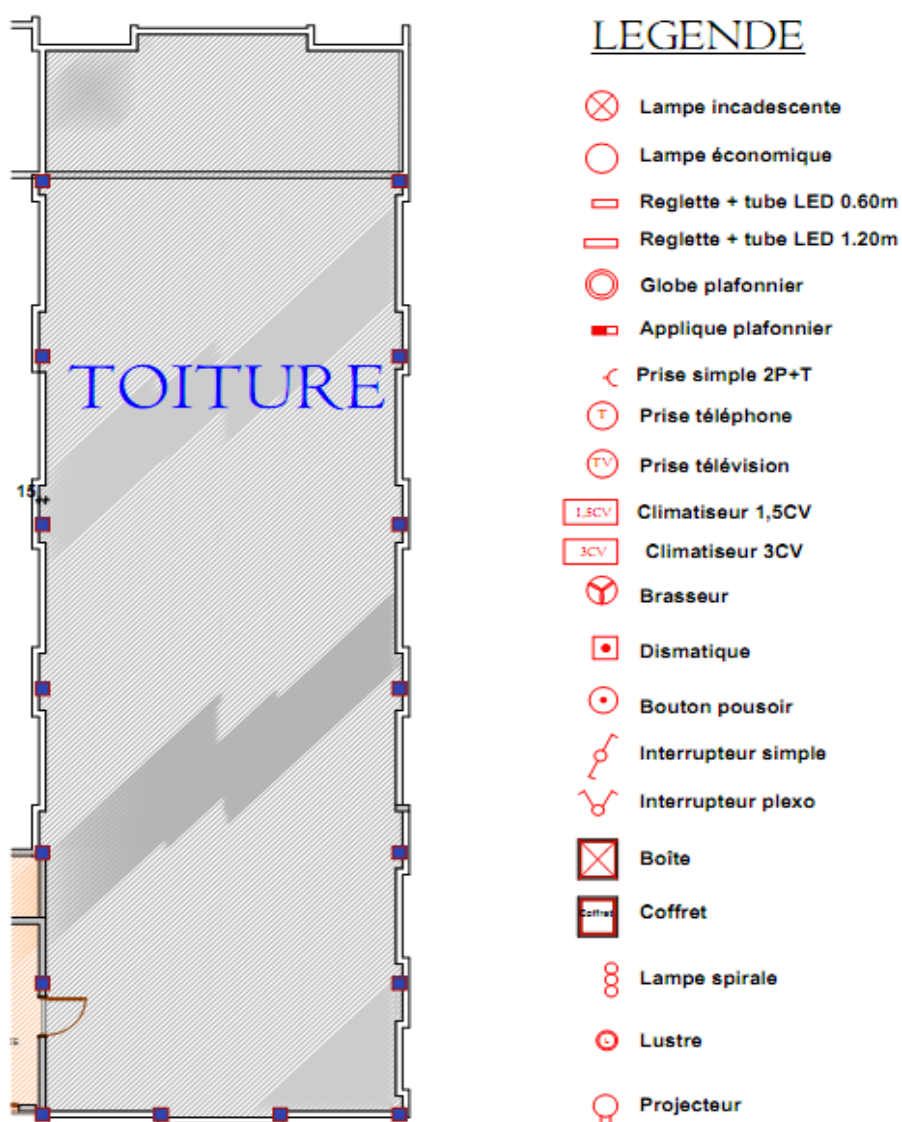 TOITURE
15
LEGENDE
Lampe incadescente
Lampe économique
Reglette + tube LED 0.60m
Reglette + tube LED 1.20m
Globe plafonnier
Applique plafonnier
Prise simple 2P+T
T Prise téléphone
TV Prise télévision
1,5CV Climatiseur 1,5CV
3CV Climatiseur 3CV
Brasseur
Dismatique
Bouton pousoir
Interrupteur simple
Interrupteur plexo
Boîte
Coffret Coffret
Lampe spirale
L Lustre
Projecteur